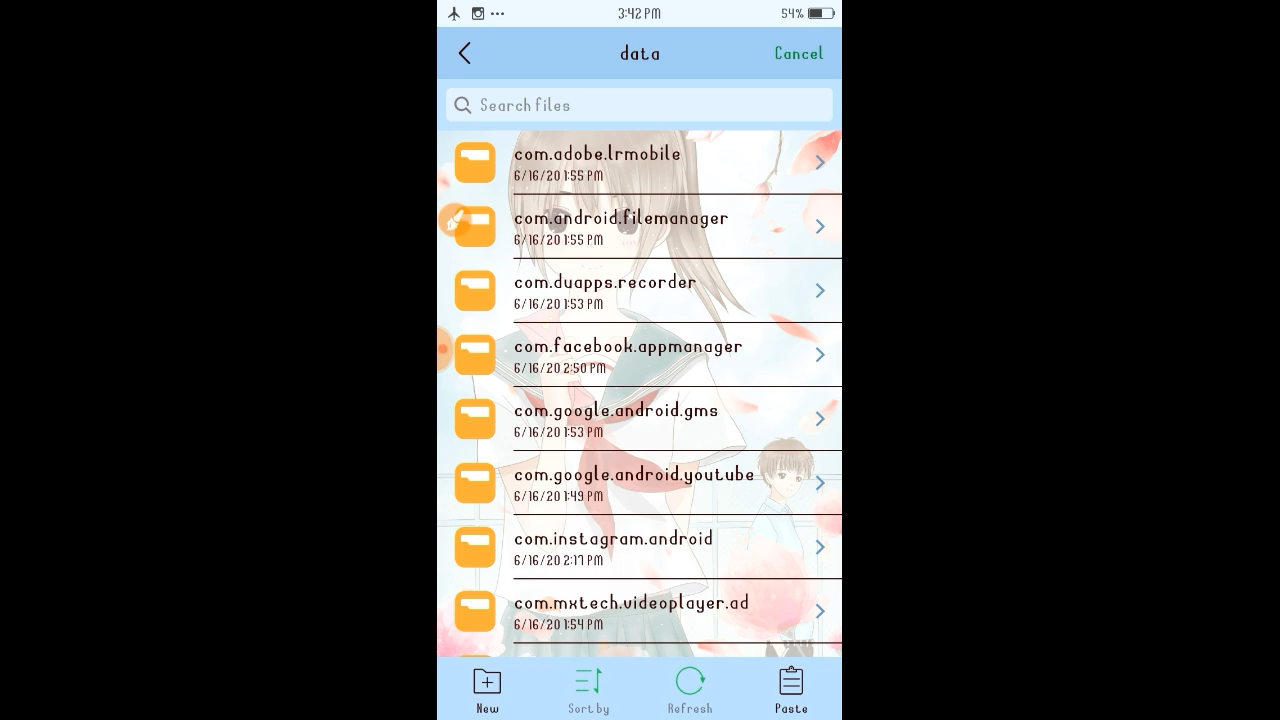 3:42 PM
54%
data
Cancel
Search files
com.adobe.lrmobile
6/16/20 1:55 PM
com.android.filemanager
6/16/20 1:55 PM
com.duapps.recorder
6/16/20 1:53 PM
com.facebook.appmanager
6/16/20 2:50 PM
com.google.android.gms
6/16/20 1:53 PM
com.google.android.youtube
6/16/20 1:49 PM
com.instagram.android
6/16/20 2:17 PM
com.mxtech.videoplayer.ad
6/16/20 1:54 PM
New
Sort by
Refresh
Paste